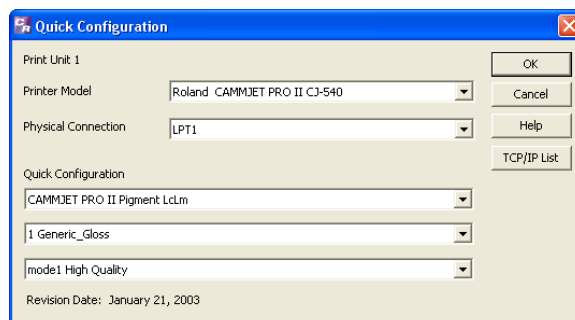 CR Quick Configuration
Print Unit 1
OK
Printer Model
Roland CAMMJET PRO II CJ-540
Cancel
Physical Connection
LPT1
Help
TCP/IP List
Quick Configuration
CAMMJET PRO II Pigment LcLm
1 Generic_Gloss
mode1 High Quality
Revision Date: January 21, 2003